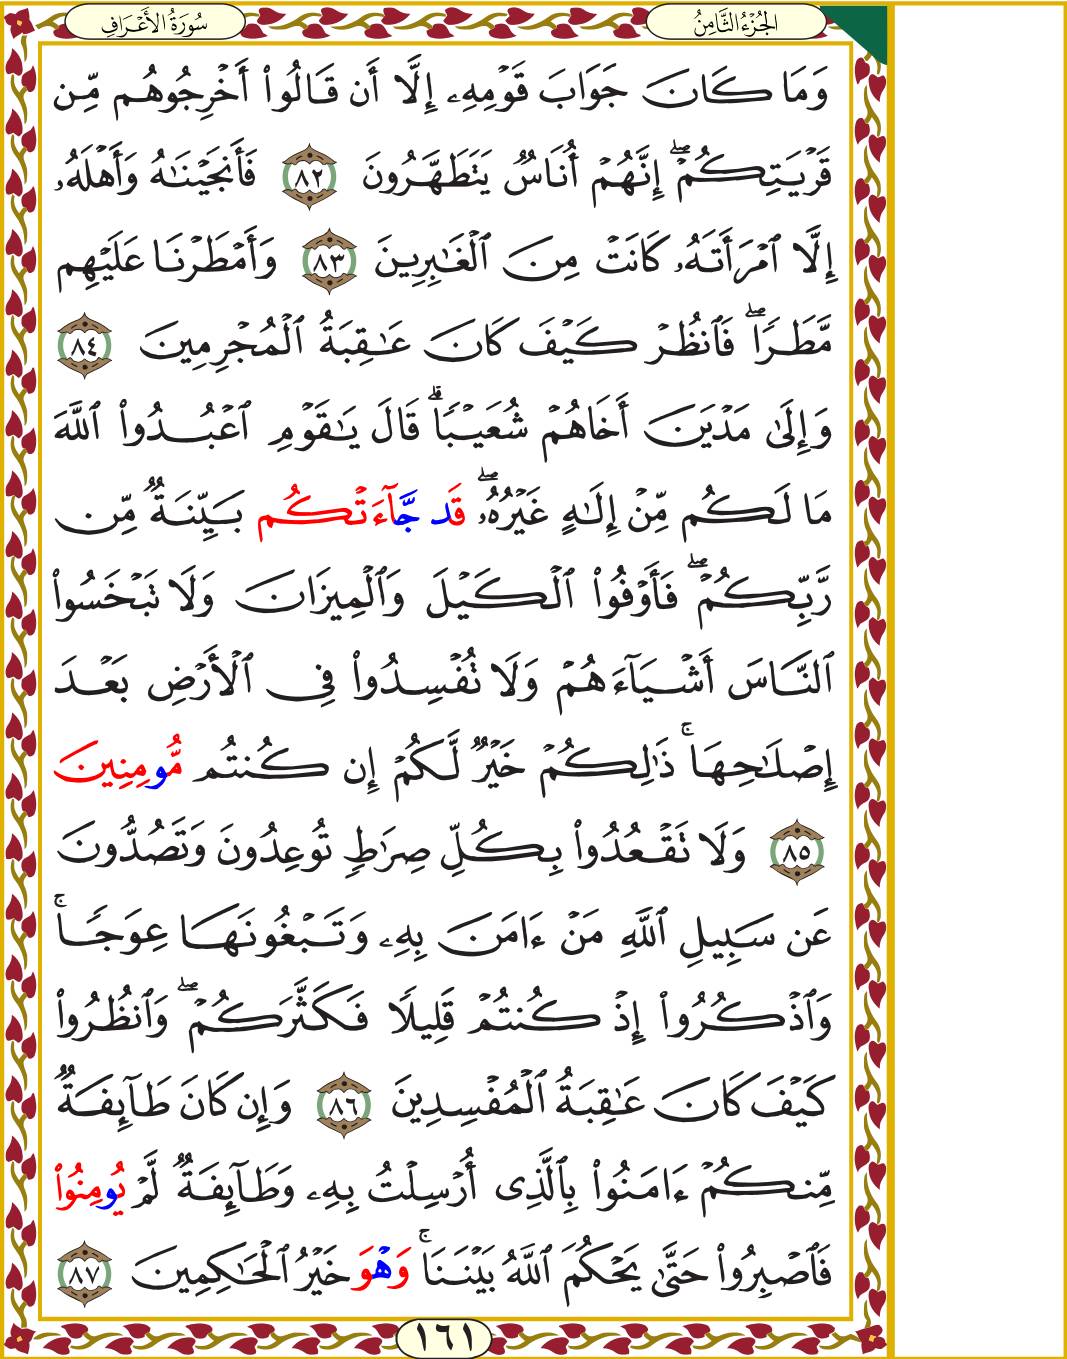 الجُزْءُ الثَّامِنُ
سُورَةُ الأَعْرَافِ
وَمَا كَانَ جَوَابَ قَوْمِهِۦ إِلَّا أَن قَالُوا۟ أَخْرِجُوهُم مِّن
قَرْيَتِكُمْۖ إِنَّهُمْ أُنَاسٌ يَتَطَهَّرُونَ ٨٢ فَأَنجَيْنَٰهُ وَأَهْلَهُۥ
إِلَّا ٱمْرَأَتَهُۥ كَانَتْ مِنَ ٱلْغَٰبِرِينَ ٨٣ وَأَمْطَرْنَا عَلَيْهِم
مَّطَرًاۖ فَٱنظُرْ كَيْفَ كَانَ عَٰقِبَةُ ٱلْمُجْرِمِينَ ٨٤
وَإِلَىٰ مَدْيَنَ أَخَاهُمْ شُعَيْبًاۗ قَالَ يَٰقَوْمِ ٱعْبُدُوا۟ ٱللَّهَ
مَا لَكُم مِّنْ إِلَٰهٍ غَيْرُهُۥۖ قَد جَّآءَتْكُم بَيِّنَةٌ مِّن
رَّبِّكُمْۖ فَأَوْفُوا۟ ٱلْكَيْلَ وَٱلْمِيزَانَ وَلَا تَبْخَسُوا۟
ٱلنَّاسَ أَشْيَآءَهُمْ وَلَا تُفْسِدُوا۟ فِى ٱلْأَرْضِ بَعْدَ
إِصْلَٰحِهَاۚ ذَٰلِكُمْ خَيْرٌ لَّكُمْ إِن كُنتُم مُّومِنِينَ
٨٥ وَلَا تَقْعُدُوا۟ بِكُلِّ صِرَٰطٍ تُوعِدُونَ وَتَصُدُّونَ
عَن سَبِيلِ ٱللَّهِ مَنْ ءَامَنَ بِهِۦ وَتَبْغُونَهَا عِوَجًاۚ
وَٱذْكُرُوا۟ إِذْ كُنتُمْ قَلِيلًا فَكَثَّرَكُمْۖ وَٱنظُرُوا۟
كَيْفَ كَانَ عَٰقِبَةُ ٱلْمُفْسِدِينَ ٨٦ وَإِن كَانَ طَآئِفَةٌ
مِّنكُمْ ءَامَنُوا۟ بِٱلَّذِى أُرْسِلْتُ بِهِۦ وَطَآئِفَةٌ لَّمْ يُومِنُوا۟
فَٱصْبِرُوا۟ حَتَّىٰ يَحْكُمَ ٱللَّهُ بَيْنَنَاۚ وَهْوَ خَيْرُ ٱلْحَٰكِمِينَ ٨٧
١٦١